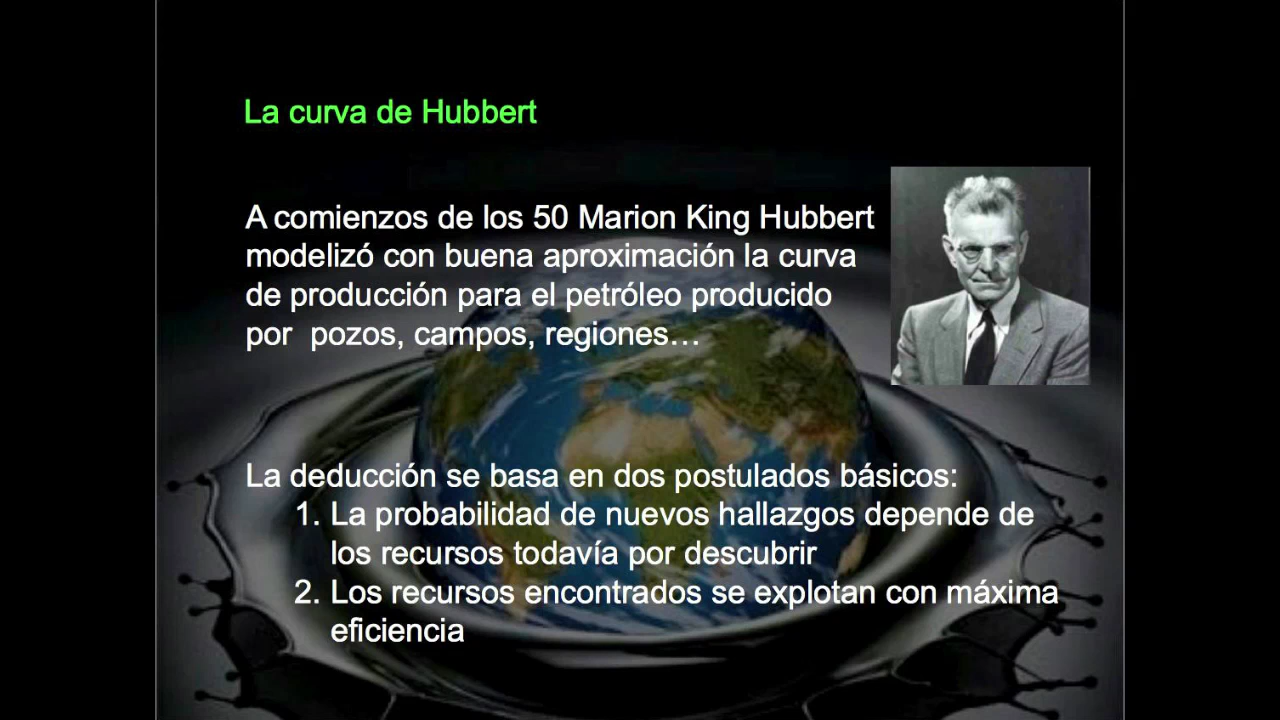 La curva de Hubbert
A comienzos de los 50 Marion King Hubbert
modelizó con buena aproximación la curva
de producción para el petróleo producido
por  pozos, campos, regiones…
La deducción se basa en dos postulados básicos:
1. La probabilidad de nuevos hallazgos depende de
los recursos todavía por descubrir
2. Los recursos encontrados se explotan con máxima
eficiencia